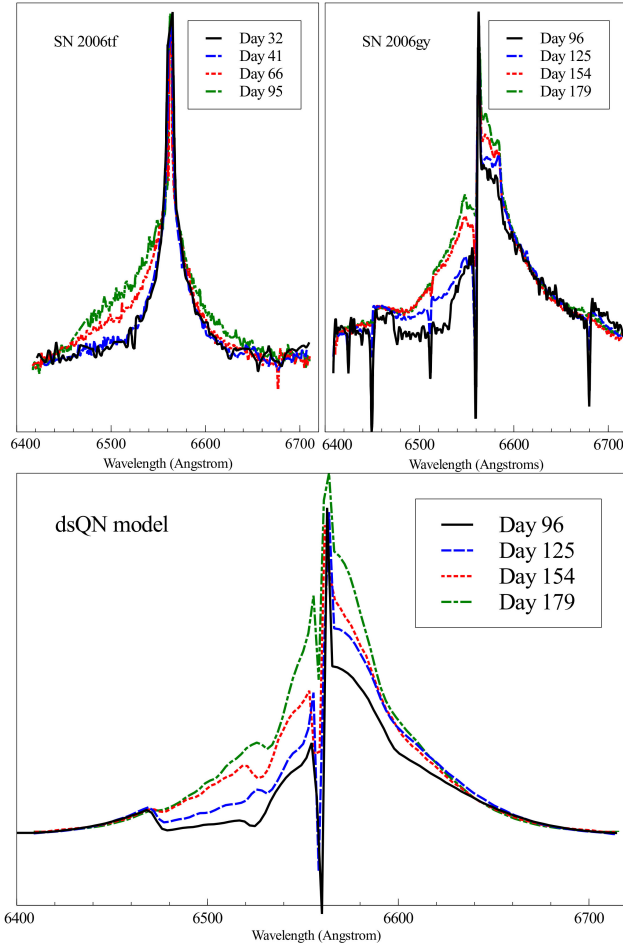 SN 2006tf
Day 32
Day 41
Day 66
Day 95
6400 6500 6600 6700
Wavelength (Angstrom)
SN 2006gy
Day 96
Day 125
Day 154
Day 179
6400 6500 6600 6700
Wavelength (Angstroms)
dsQN model
Day 96
Day 125
Day 154
Day 179
6400 6500 6600 6700
Wavelength (Angstrom)